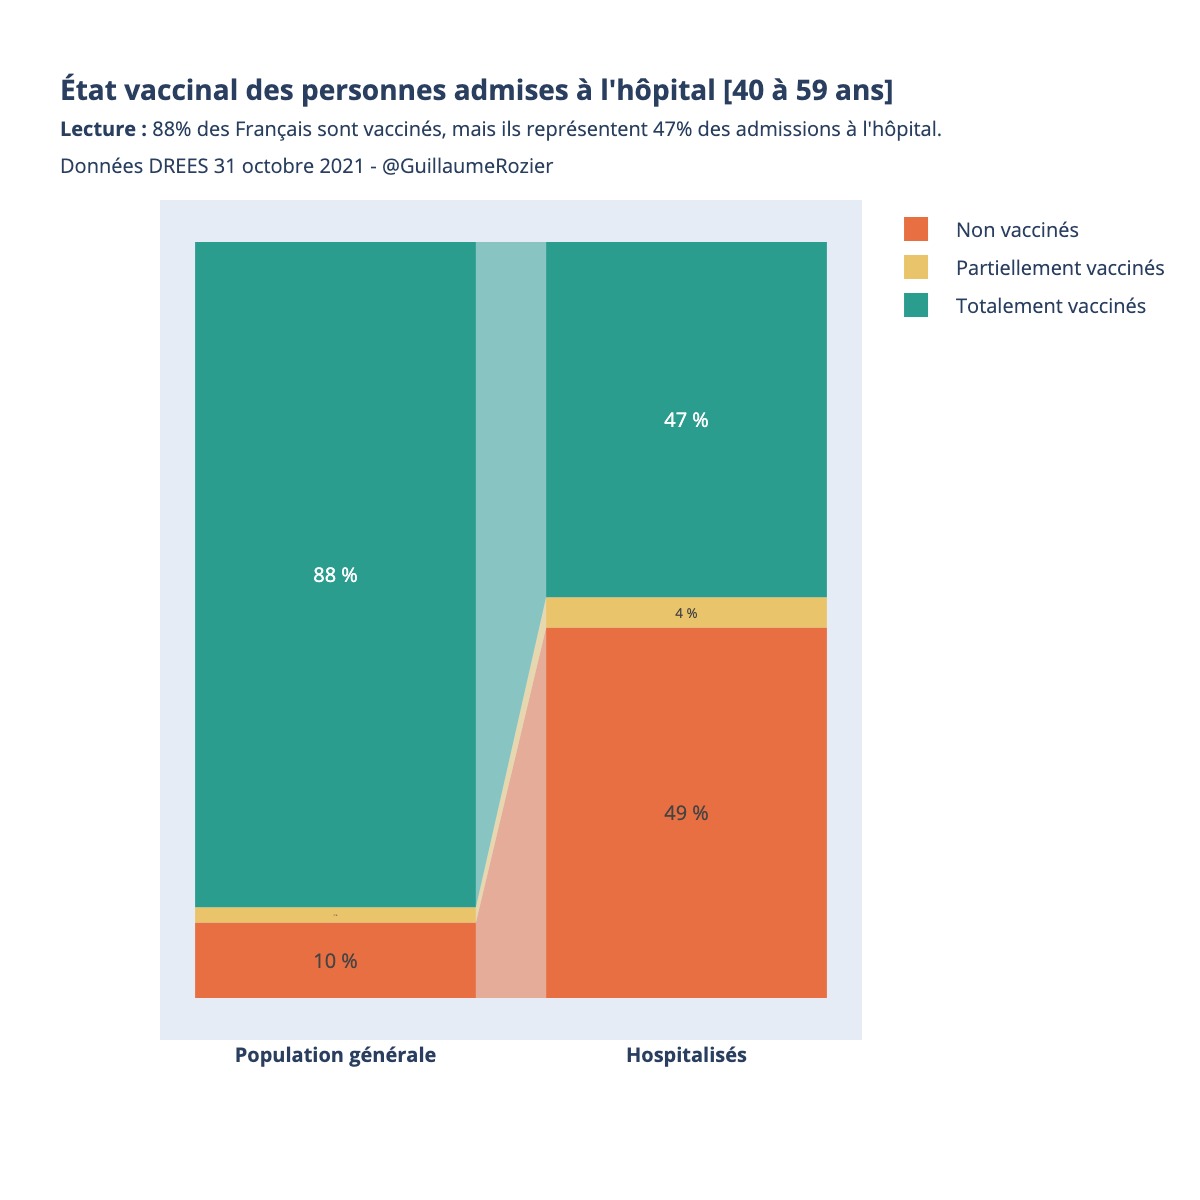 État vaccinal des personnes admises à l'hôpital [40 à 59 ans]
Lecture : 88% des Français sont vaccinés, mais ils représentent 47% des admissions à l'hôpital.
Données DREES 31 octobre 2021 - @GuillaumeRozier
Non vaccinés
Partiellement vaccinés
Totalement vaccinés
47 %
88 %
4 %
49 %
10 %
Population générale
Hospitalisés